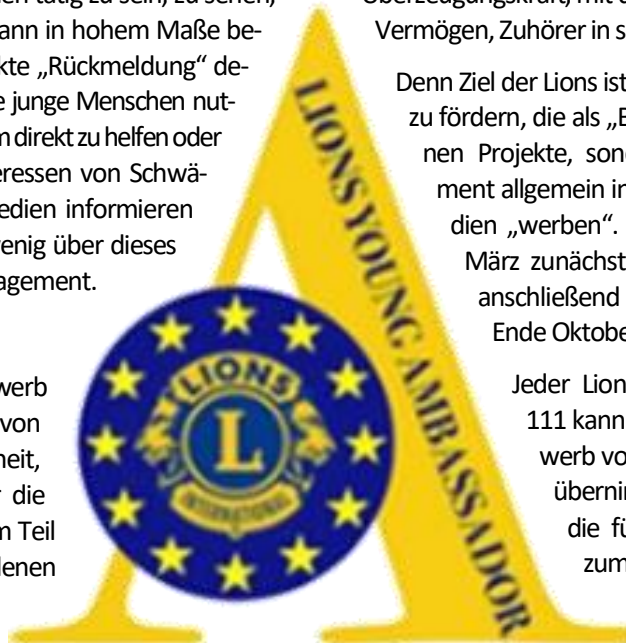 tätig zu sein, zu sehen,
ann in hohem Maße be-
kte „Rückmeldung“ de-
e junge Menschen nut-
m direkt zu helfen oder
eressen von Schwä-
edien informieren
enig über dieses
agement.
werb
von
heit,
r die
m Teil
denen
LIONS YOUNG AMBASSADOR
LIONS
L
INTERNATIONAL
Überzeugungskraft, mit
Vermögen, Zuhörer in s
Denn Ziel der Lions ist
zu fördern, die als „
nen Projekte, son
ment allgemein in
dien „werben“.
März zunächst
anschließend
Ende Oktobe
Jeder Lion
111 kann
werb vo
überni
die fü
zum